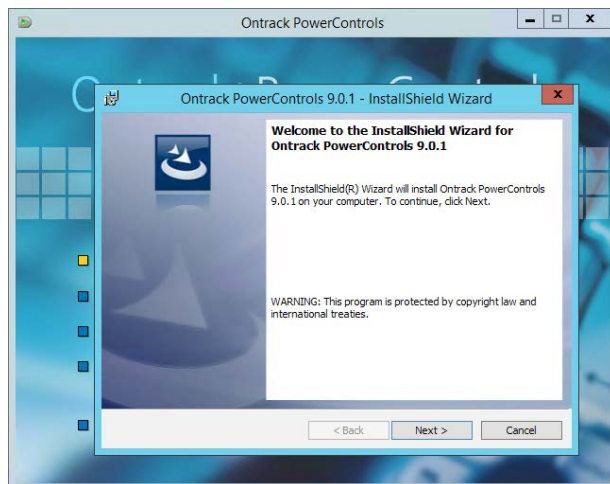 Ontrack PowerControls
Ontrack PowerControls 9.0.1 - InstallShield Wizard
Welcome to the InstallShield Wizard for
Ontrack PowerControls 9.0.1
The InstallShield(R) Wizard will install Ontrack PowerControls
9.0.1 on your computer. To continue, click Next.
WARNING: This program is protected by copyright law and
international treaties.
< Back
Next >
Cancel